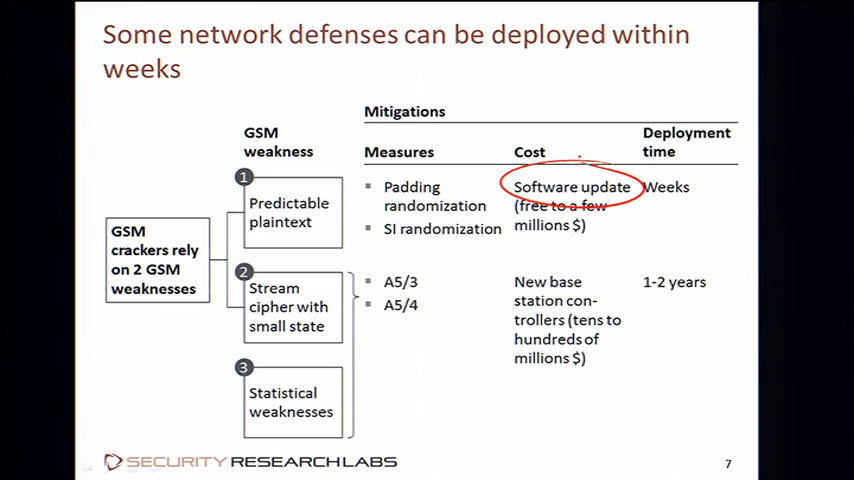 Some network defenses can be deployed within
weeks
Mitigations
GSM
weakness
Measures
Cost
Deployment
time
1
Predictable
plaintext
Padding
randomization
SI randomization
Software update
(free to a few
millions $)
Weeks
GSM
crackers rely
on 2 GSM
weaknesses
2
Stream
cipher with
small state
A5/3
A5/4
New base
station con-
trollers (tens to
hundreds of
millions $)
1-2 years
3
Statistical
weaknesses
SECURITY RESEARCH LABS
7